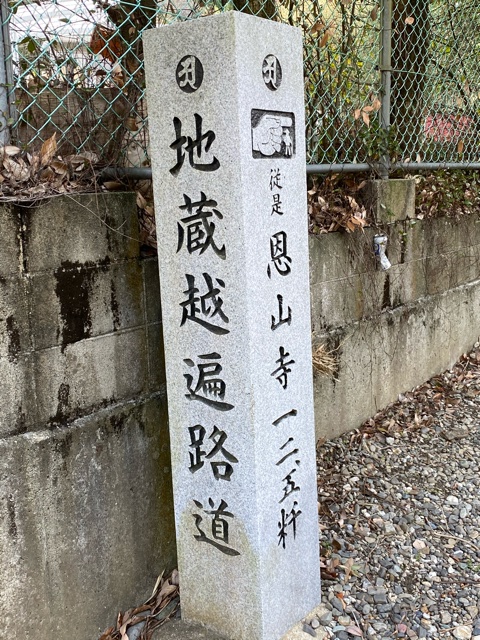 地蔵越遍路道
従是
恩山寺一二、五粁